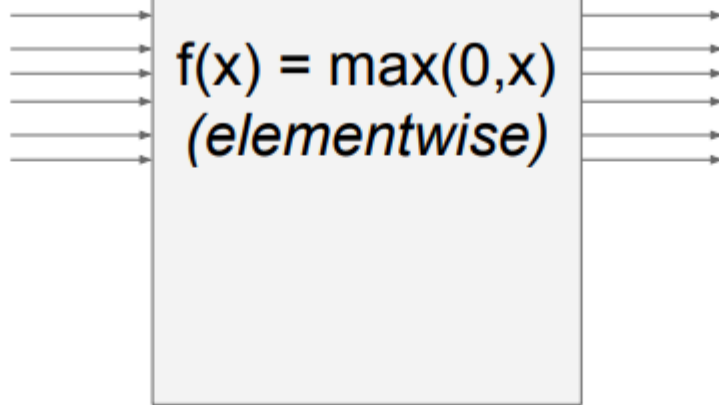 f(x) = max(0,x)
(elementwise)